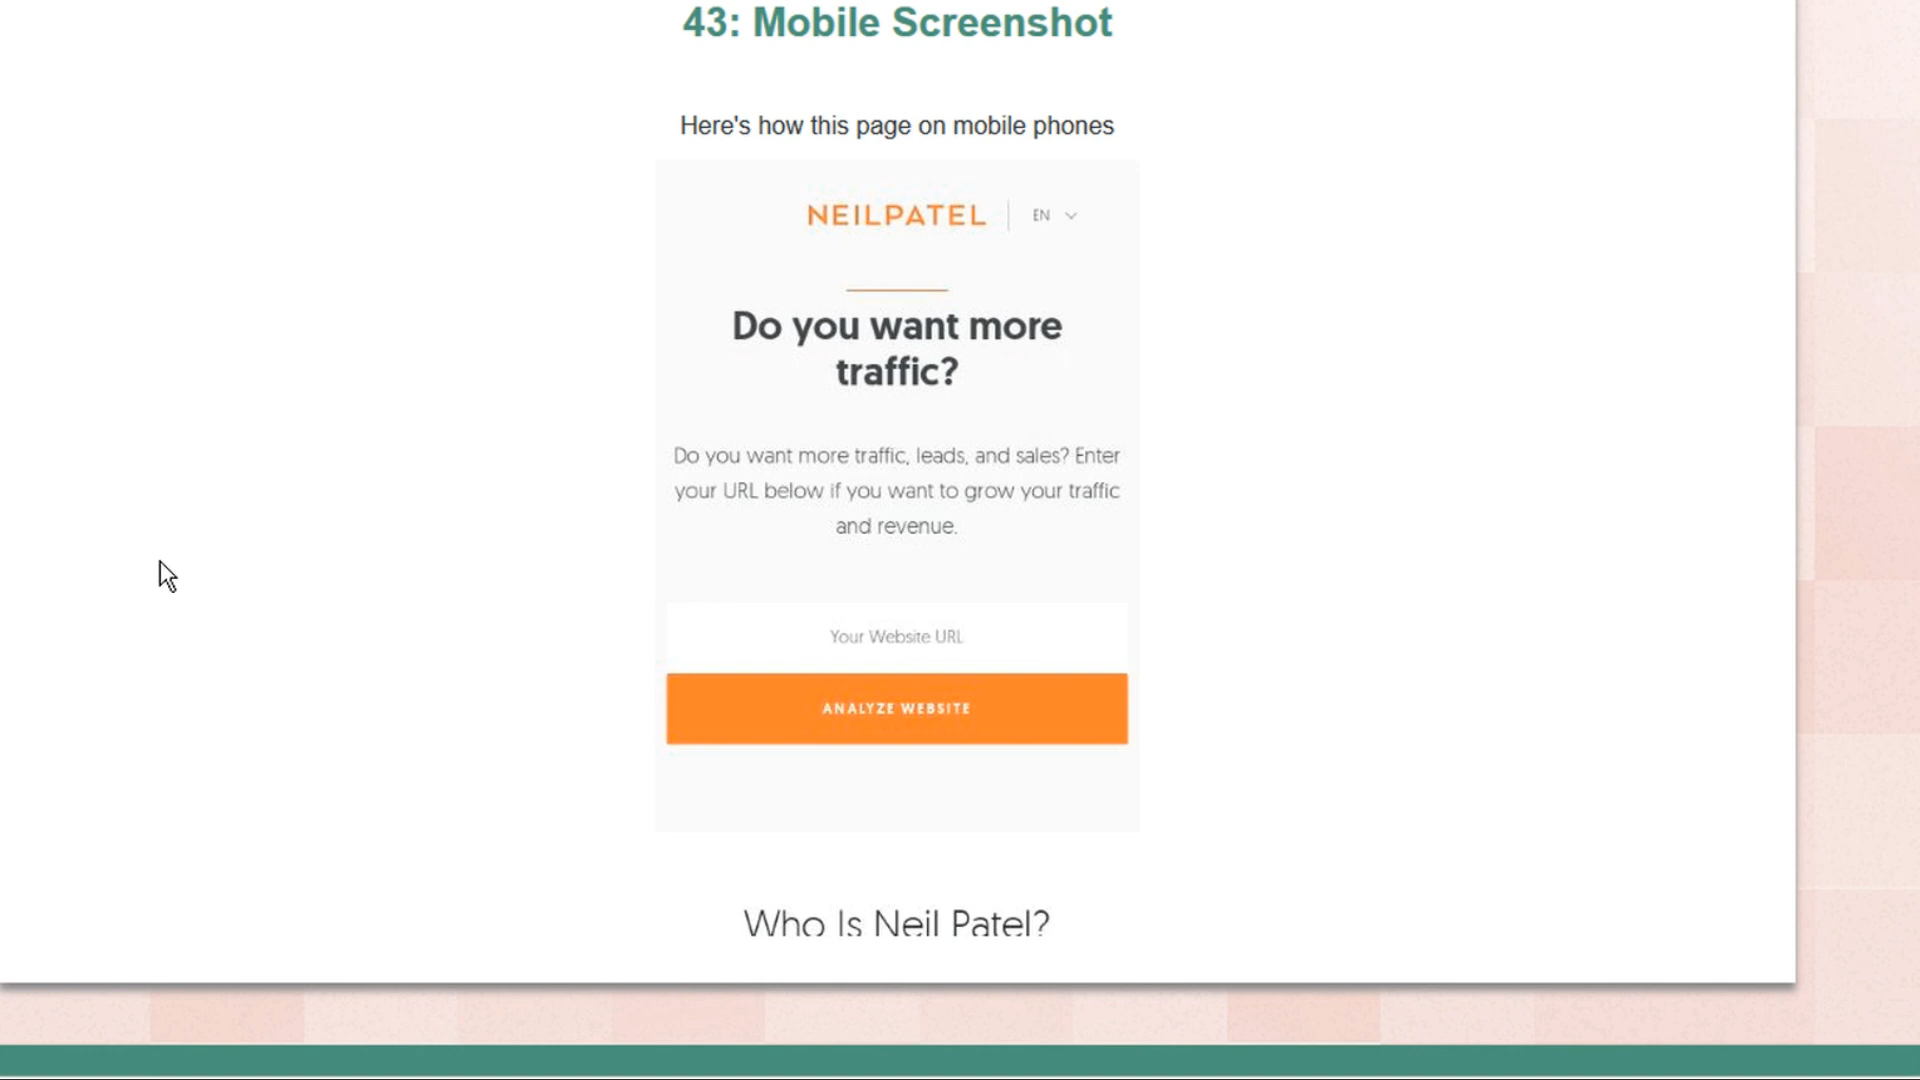 43: Mobile Screenshot
Here's how this page on mobile phones
NEILPATEL EN
Do you want more
traffic?
Do you want more traffic, leads, and sales? Enter
your URL below if you want to grow your traffic
and revenue.
Your Website URL
ANALYZE WEBSITE
Who Is Neil Patel?